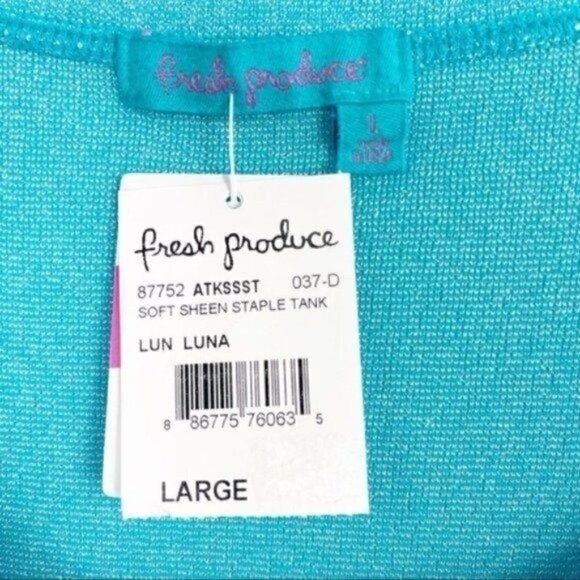 fresh produce
L
fresh produce
87752 ATKSSST 037-D
SOFT SHEEN STAPLE TANK
LUN LUNA
8 86775 76063 5
LARGE